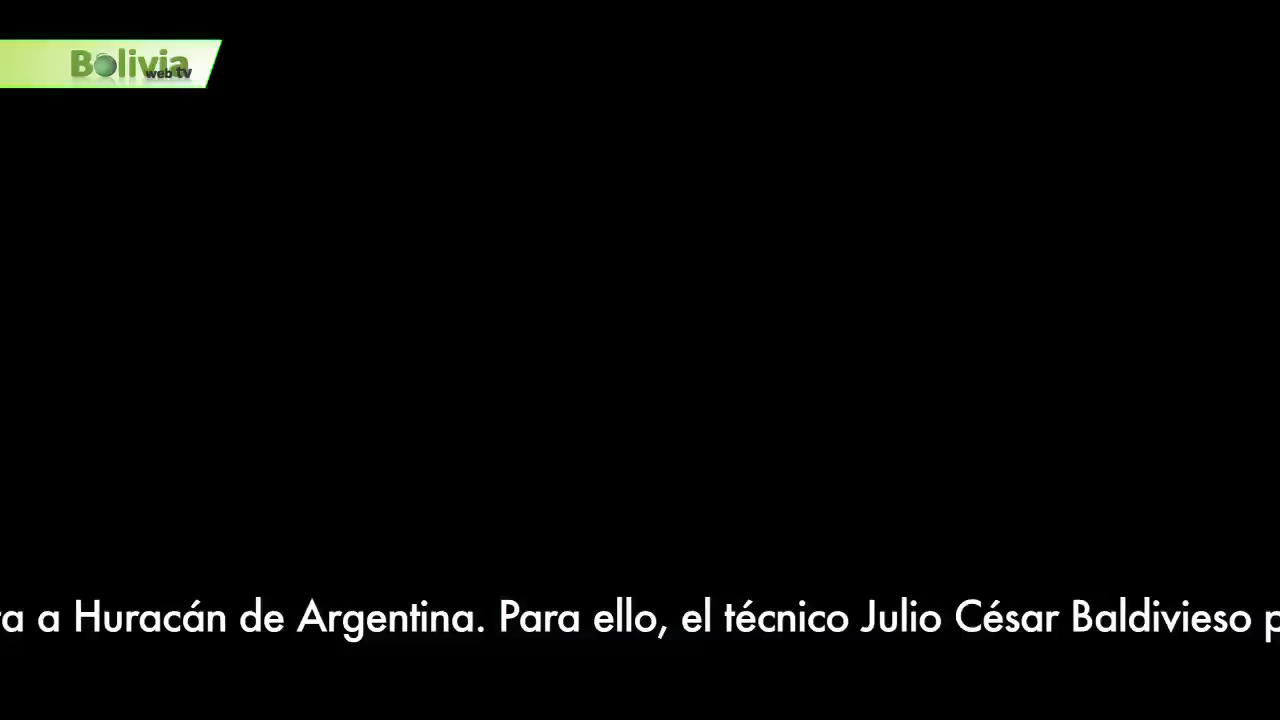 Bolivia
web tv
a a Huracán de Argentina. Para ello, el técnico Julio César Baldivieso